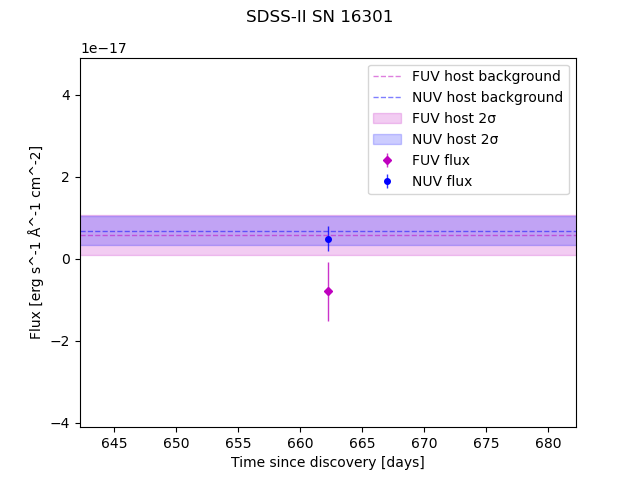 SDSS-II SN 16301
1e−17
FUV host background
NUV host background
FUV host 2σ
NUV host 2σ
FUV flux
NUV flux
4
2
0
−2
−4
Flux [erg s^-1 Å^-1 cm^-2]
645 650 655 660 665 670 675 680
Time since discovery [days]